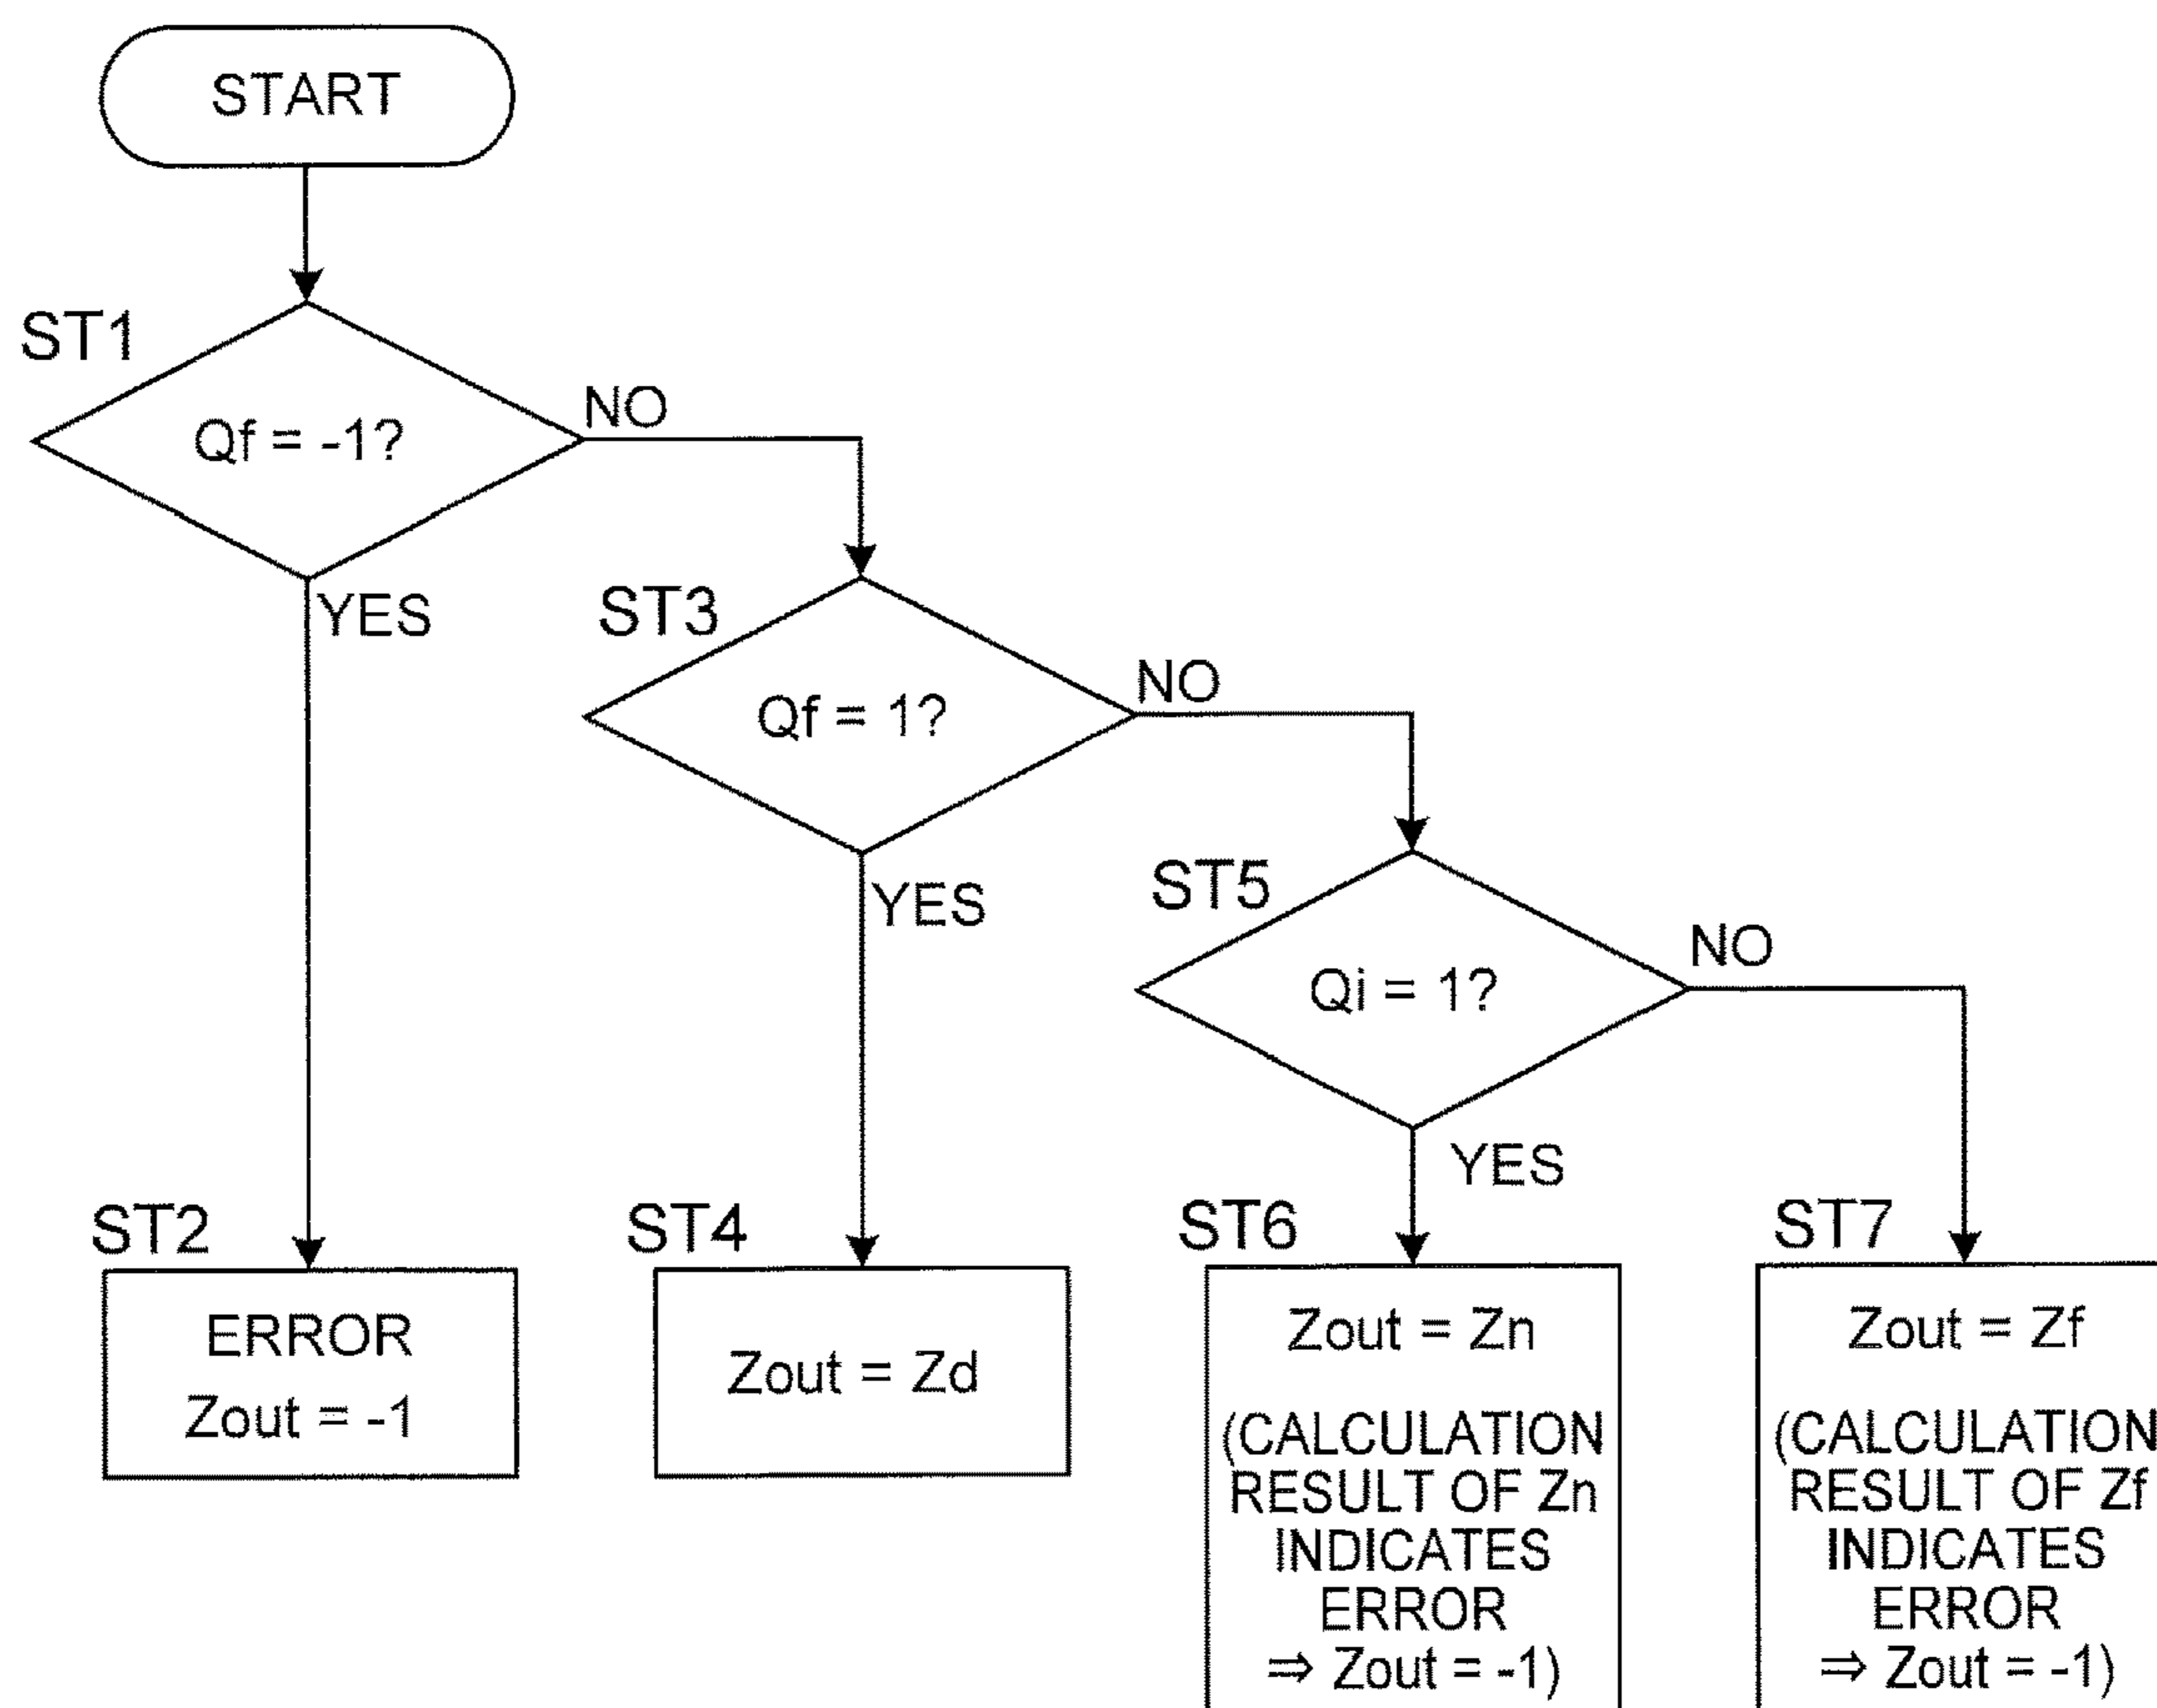 START
ST1
Qf = -1?
NO
YES
ST3
Qf = 1?
NO
YES
ST5
Qi = 1?
NO
YES
ST2
ERROR
Zout = -1
ST4
Zout = Zd
ST6
Zout = Zn
(CALCULATION
RESULT OF Zn
INDICATES
ERROR
⇒ Zout = -1)
ST7
Zout = Zf
(CALCULATION
RESULT OF Zf
INDICATES
ERROR
⇒ Zout = -1)